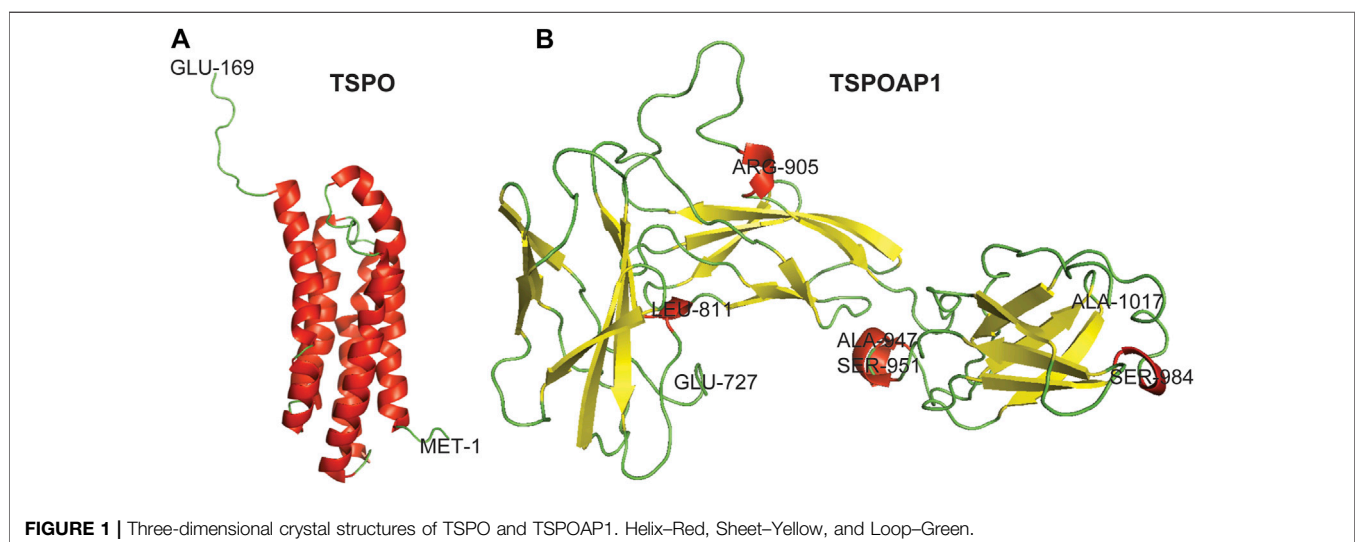 A
GLU-169
TSPO
MET-1
B
TSPOAP1
ARG-905
LEU-811
GLU-727
ALA-947
SER-951
ALA-1017
SER-984
FIGURE 1 | Three-dimensional crystal structures of TSPO and TSPOAP1. Helix–Red, Sheet–Yellow, and Loop–Green.